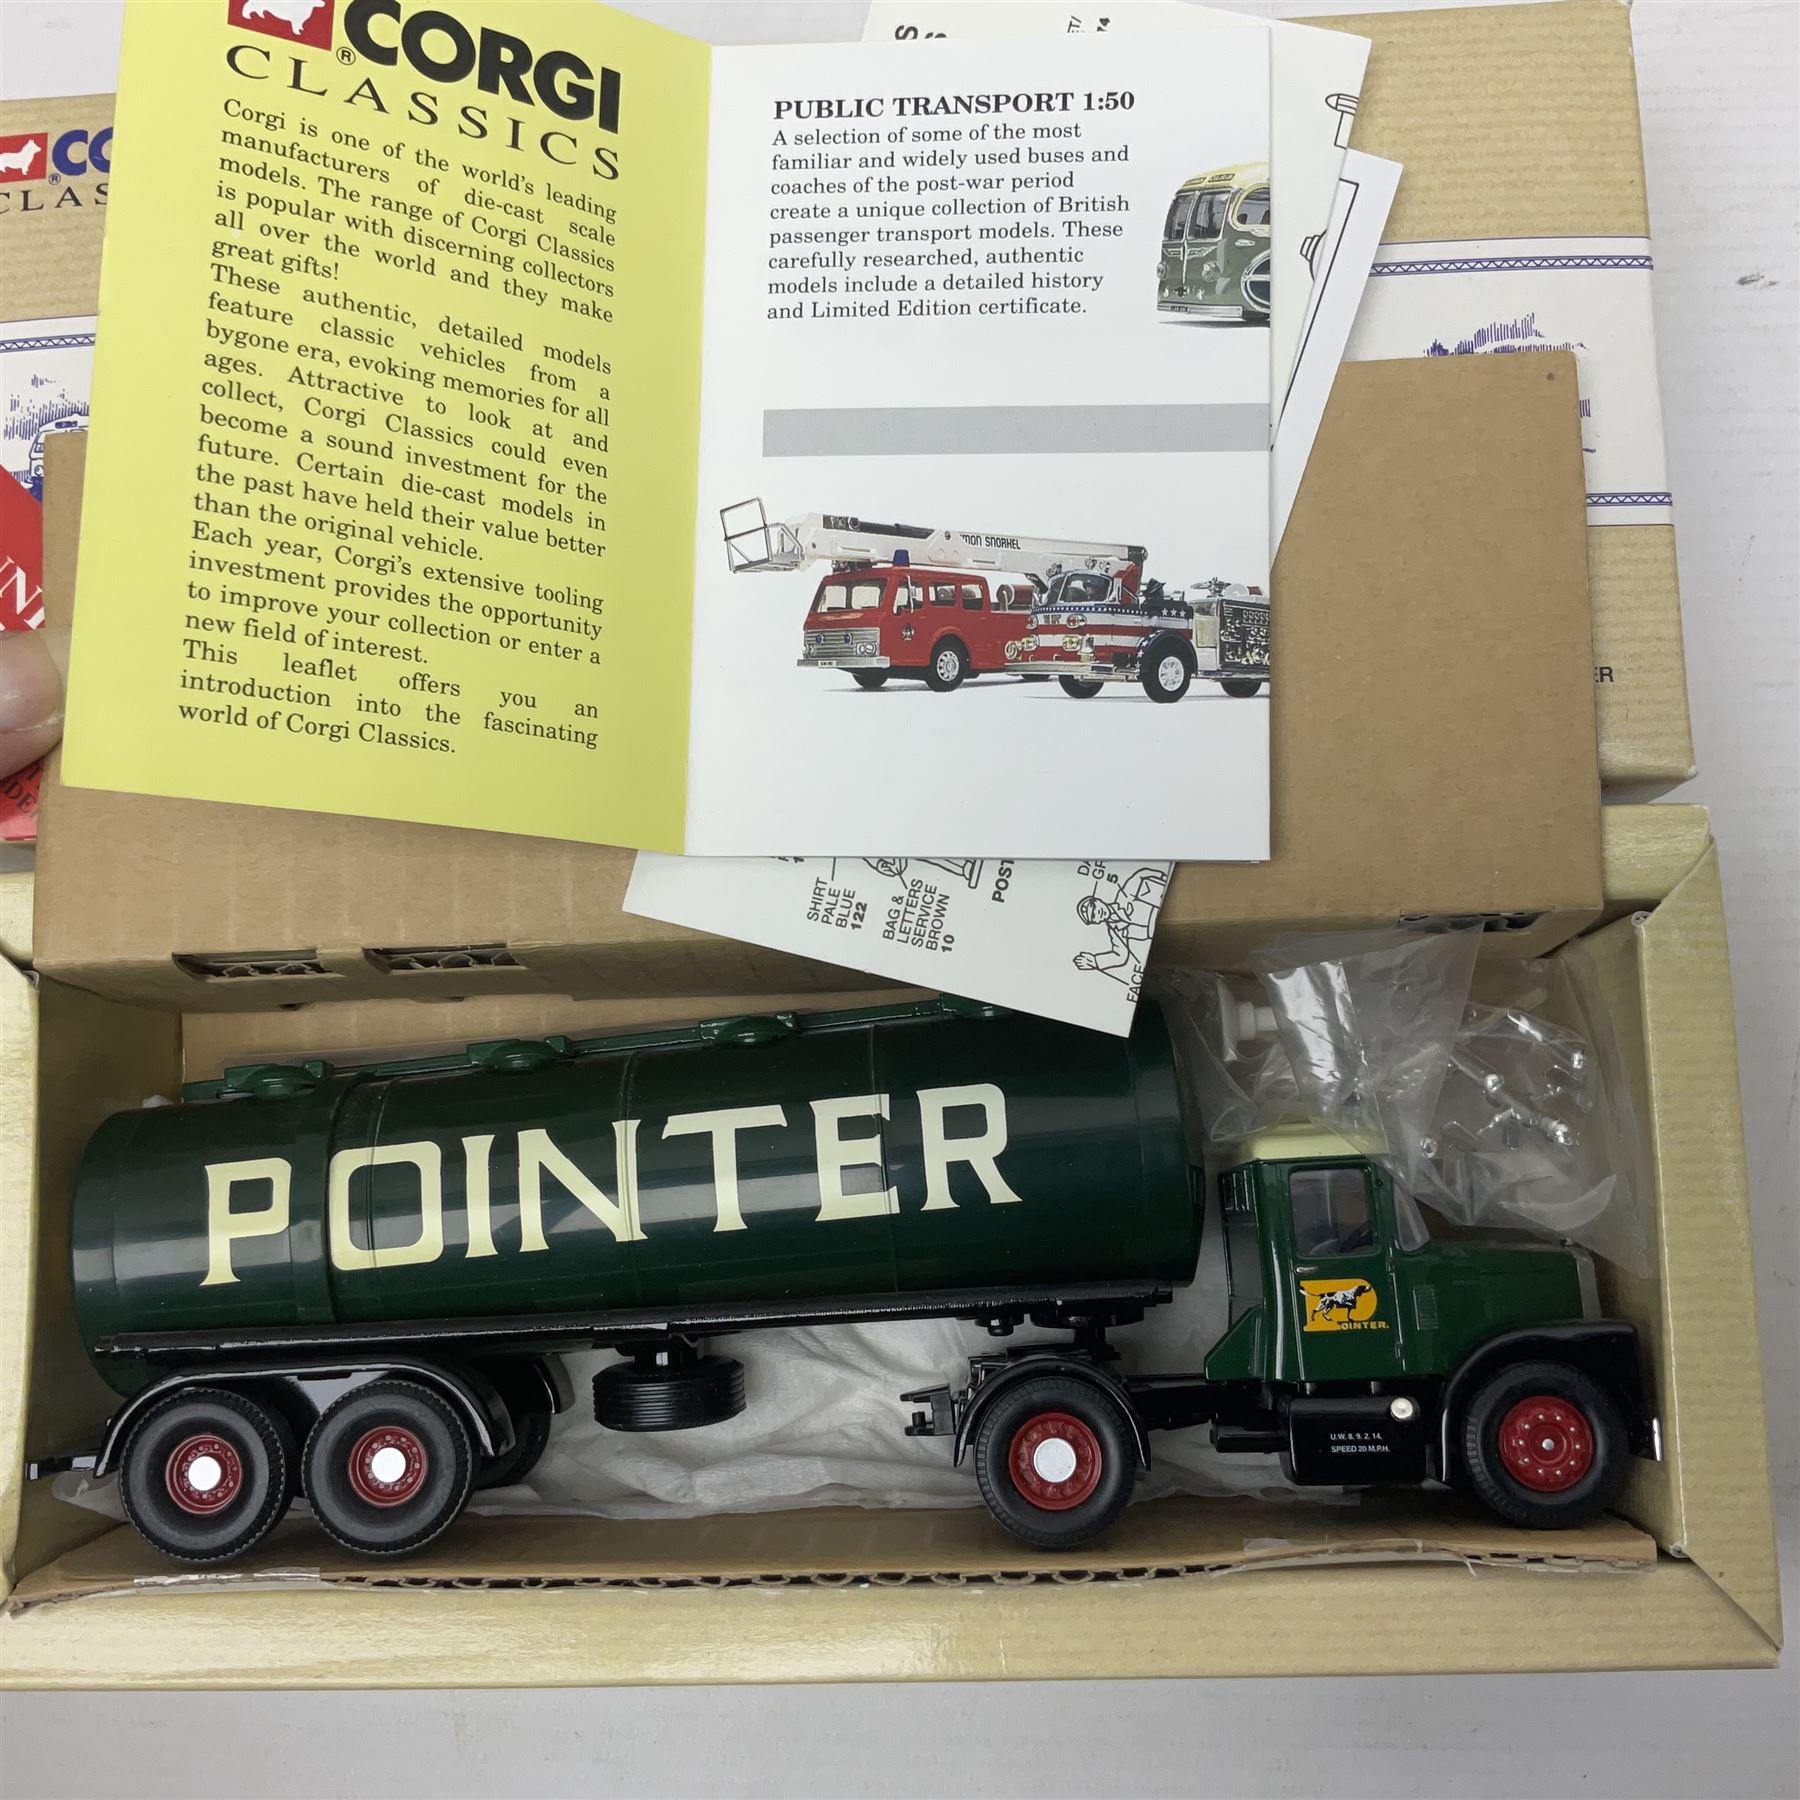 CORGI
®
CLASSICS
Corgi is one of the world's leading
manufacturers of die-cast scale
models. The range of Corgi Classics
is popular with discerning collectors
all over the world and they make
great gifts!
These authentic, detailed models
feature classic vehicles from a
bygone era, evoking memories for all
ages. Attractive to look at and
collect, Corgi Classics could even
become a sound investment for the
future. Certain die-cast models in
the past have held their value better
than the original vehicle.
Each year, Corgi's extensive tooling
investment provides the opportunity
to improve your collection or enter a
new field of interest.
This leaflet offers you an
introduction into the fascinating
world of Corgi Classics.
PUBLIC TRANSPORT 1:50
A selection of some of the most
familiar and widely used buses and
coaches of the post-war period
create a unique collection of British
passenger transport models. These
carefully researched, authentic
models include a detailed history
and Limited Edition certificate.
SNORKEL
SHIRT
PALE
BLUE
122
BAG &
LETTERS
SERVICE
BROWN
10
POST
5
FACE
POINTER
POINTER.
U.W. 8. 9. 2. 14,
SPEED 20 M.P.H.